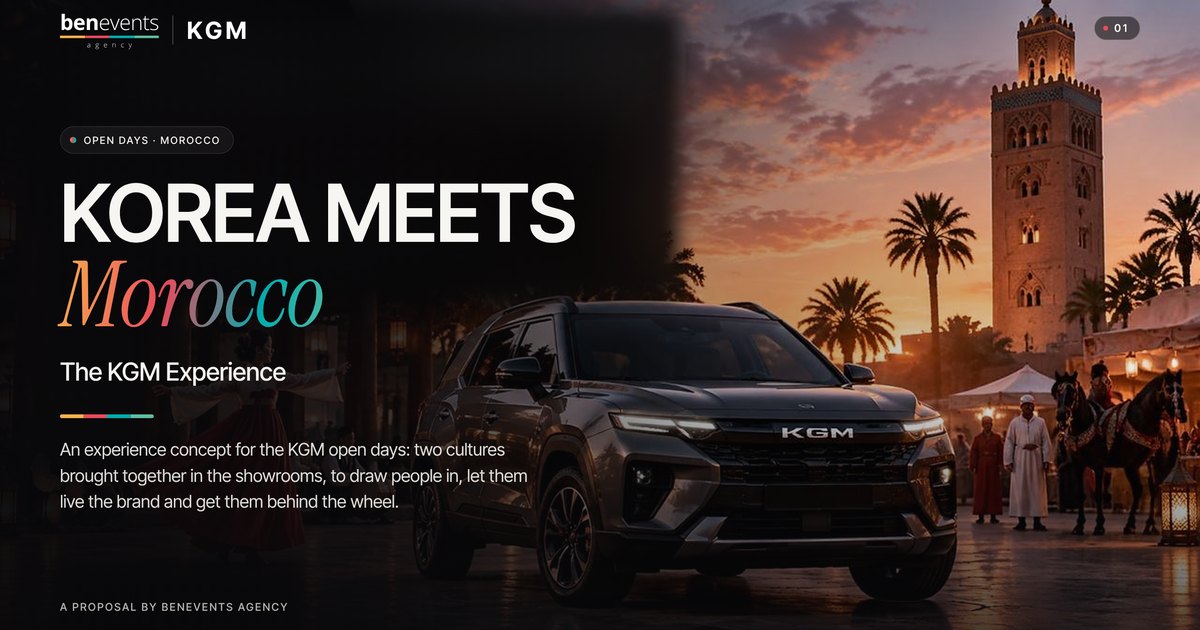 benevents
agency
KGM
01
OPEN DAYS · MOROCCO
KOREA MEETS
Morocco
The KGM Experience
An experience concept for the KGM open days: two cultures
brought together in the showrooms, to draw people in, let them
live the brand and get them behind the wheel.
KGM
A PROPOSAL BY BENEVENTS AGENCY